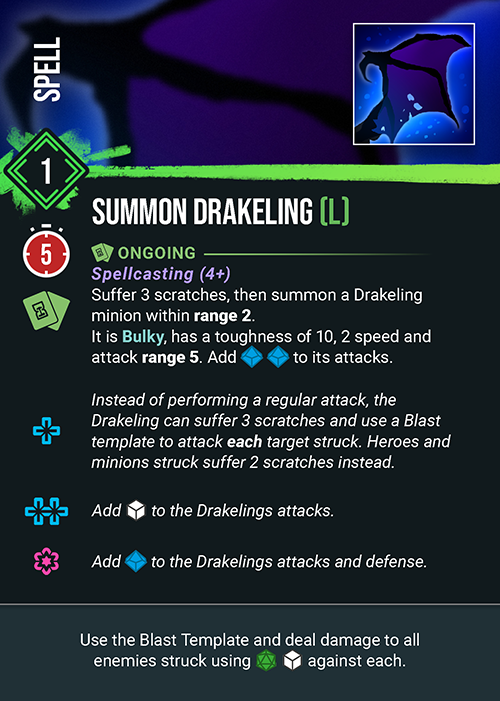 SPELL
1
SUMMON DRAKELING (L)
5
ONGOING
Spellcasting (4+)
Suffer 3 scratches, then summon a Drakeling
minion within range 2.
It is Bulky, has a toughness of 10, 2 speed and
attack range 5. Add to its attacks.
Instead of performing a regular attack, the
Drakeling can suffer 3 scratches and use a Blast
template to attack each target struck. Heroes and
minions struck suffer 2 scratches instead.
Add to the Drakelings attacks.
Add to the Drakelings attacks and defense.
Use the Blast Template and deal damage to all
enemies struck using against each.